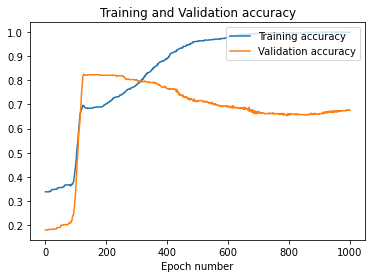 Training and Validation accuracy
1.0
0.9
0.8
0.7
0.6
0.5
0.4
0.3
0.2
Training accuracy
Validation accuracy
0 200 400 600 800 1000
Epoch number